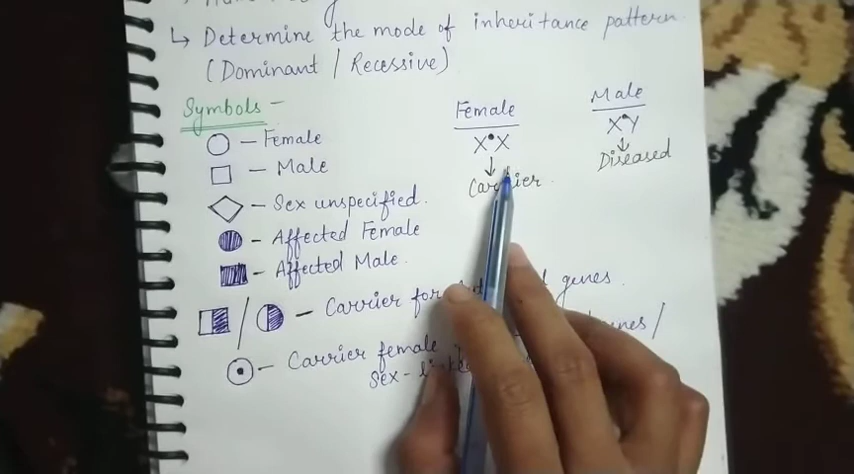 ↳ Determine the mode of inheritance pattern.
(Dominant / Recessive)
Symbols -
Female
X•X
↓
Carrier
Male
X•Y
↓
Diseased
○ - Female
□ - Male
◇ - Sex unspecified.
- Affected Female
- Affected Male.
/ - Carrier for genes.
- Carrier female /
Sex-